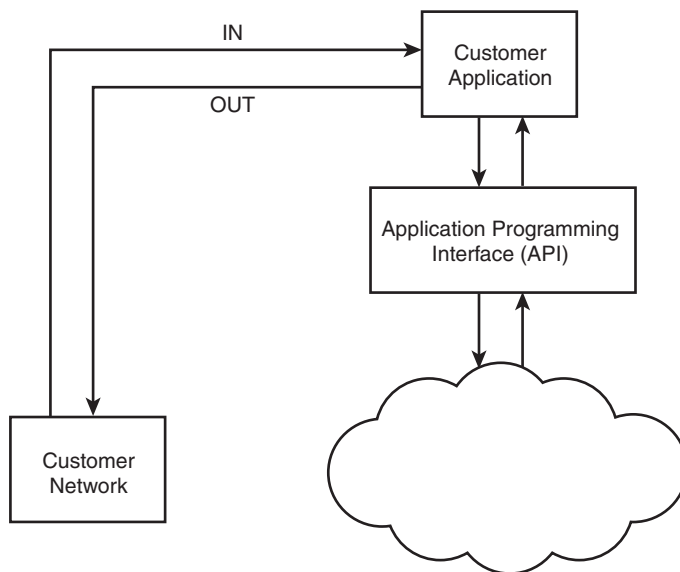 IN
OUT
Customer
Application
Application Programming
Interface (API)
Customer
Network